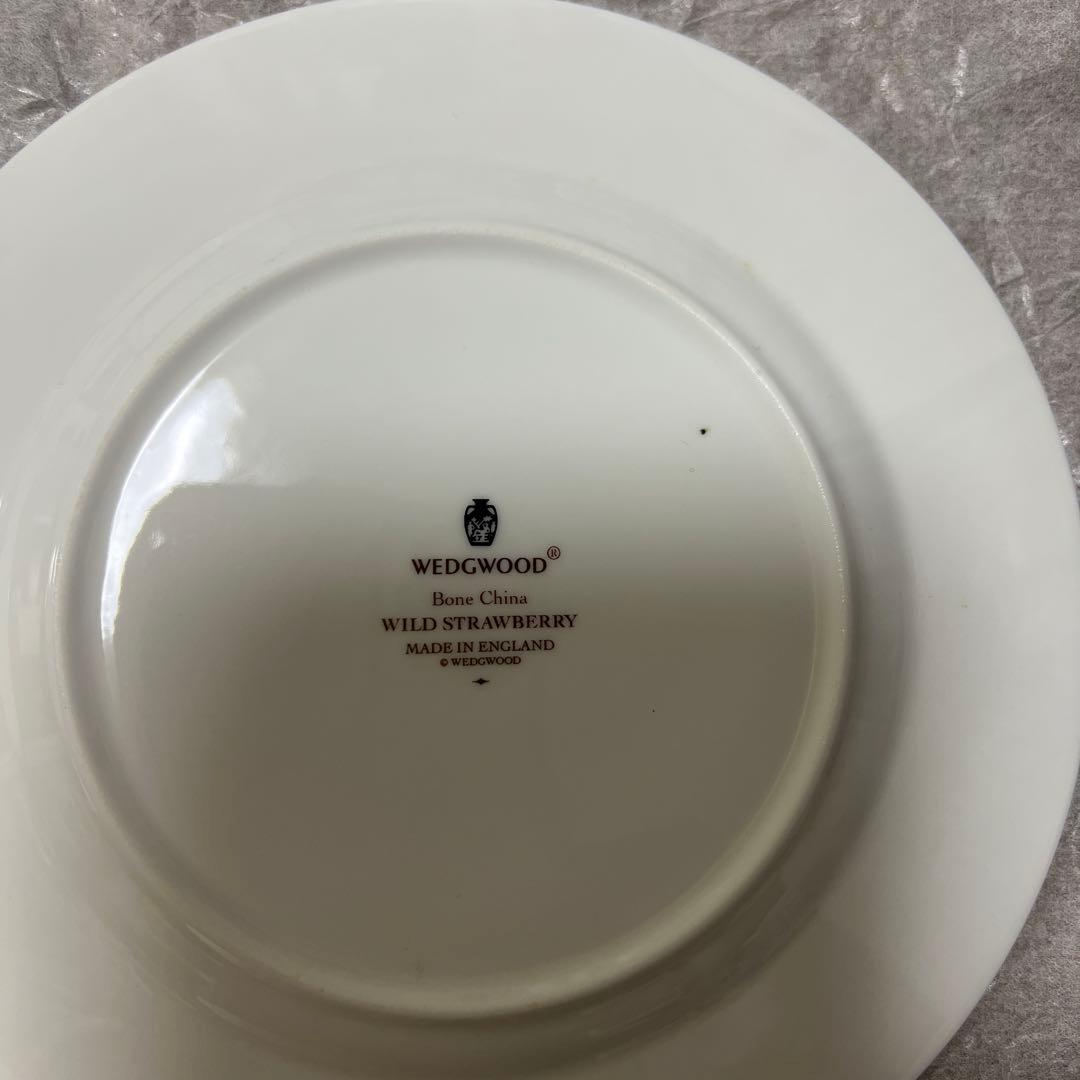 WEDGWOOD®
Bone China
WILD STRAWBERRY
MADE IN ENGLAND
© WEDGWOOD